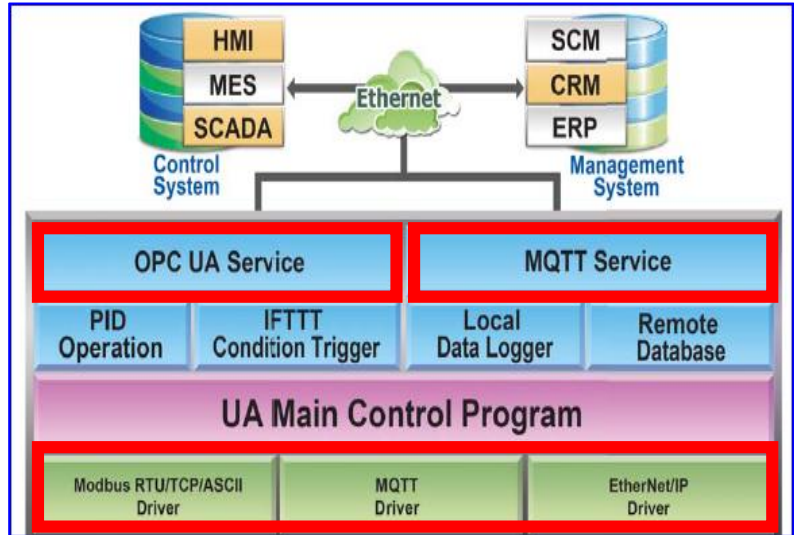 HMI
MES
SCADA
Control
System
Ethernet
SCM
CRM
ERP
Management
System
OPC UA Service
MQTT Service
PID
Operation
IFTTT
Condition Trigger
Local
Data Logger
Remote
Database
UA Main Control Program
Modbus RTU/TCP/ASCII
Driver
MQTT
Driver
EtherNet/IP
Driver